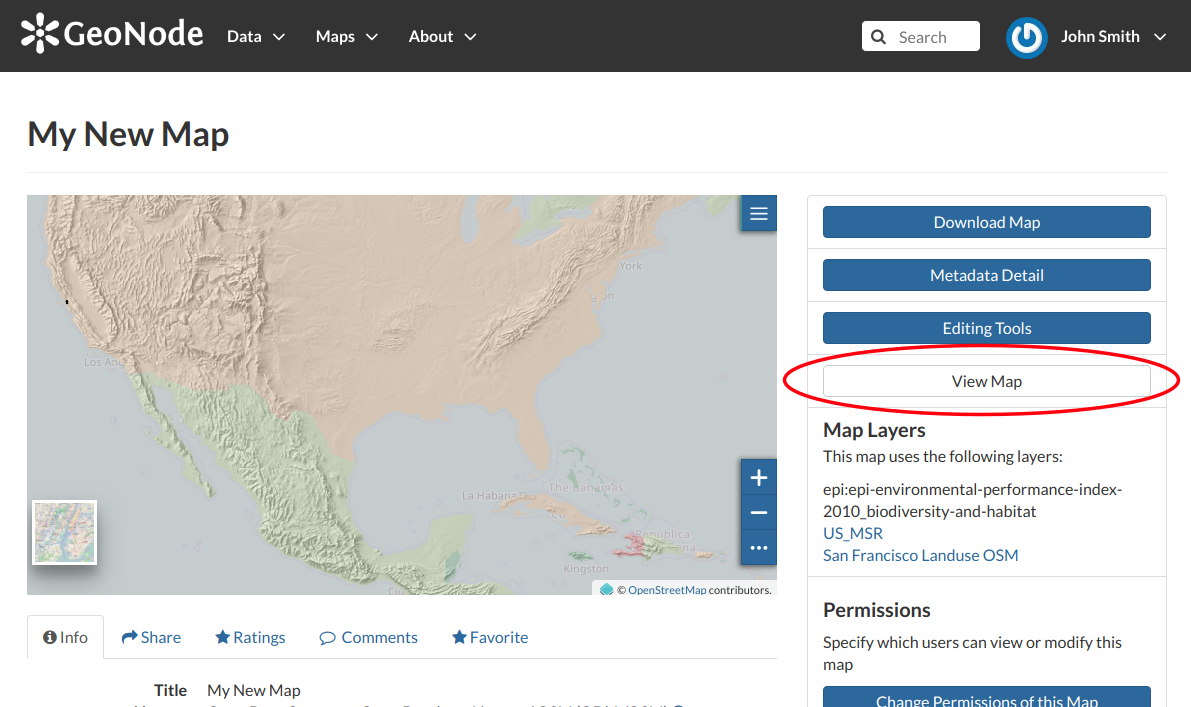 GeoNode Data Maps About Search John Smith
My New Map
Download Map
Metadata Detail
Editing Tools
View Map
Map Layers
This map uses the following layers:
epi:epi-environmental-performance-index-
2010_biodiversity-and-habitat
US_MSR
San Francisco Landuse OSM
Permissions
Specify which users can view or modify this
map
Change Permissions of this Map
York
Los An
La Habana
The Bahamas
República
Kingston
© OpenStreetMap contributors.
Info Share Ratings Comments Favorite
Title My New Map